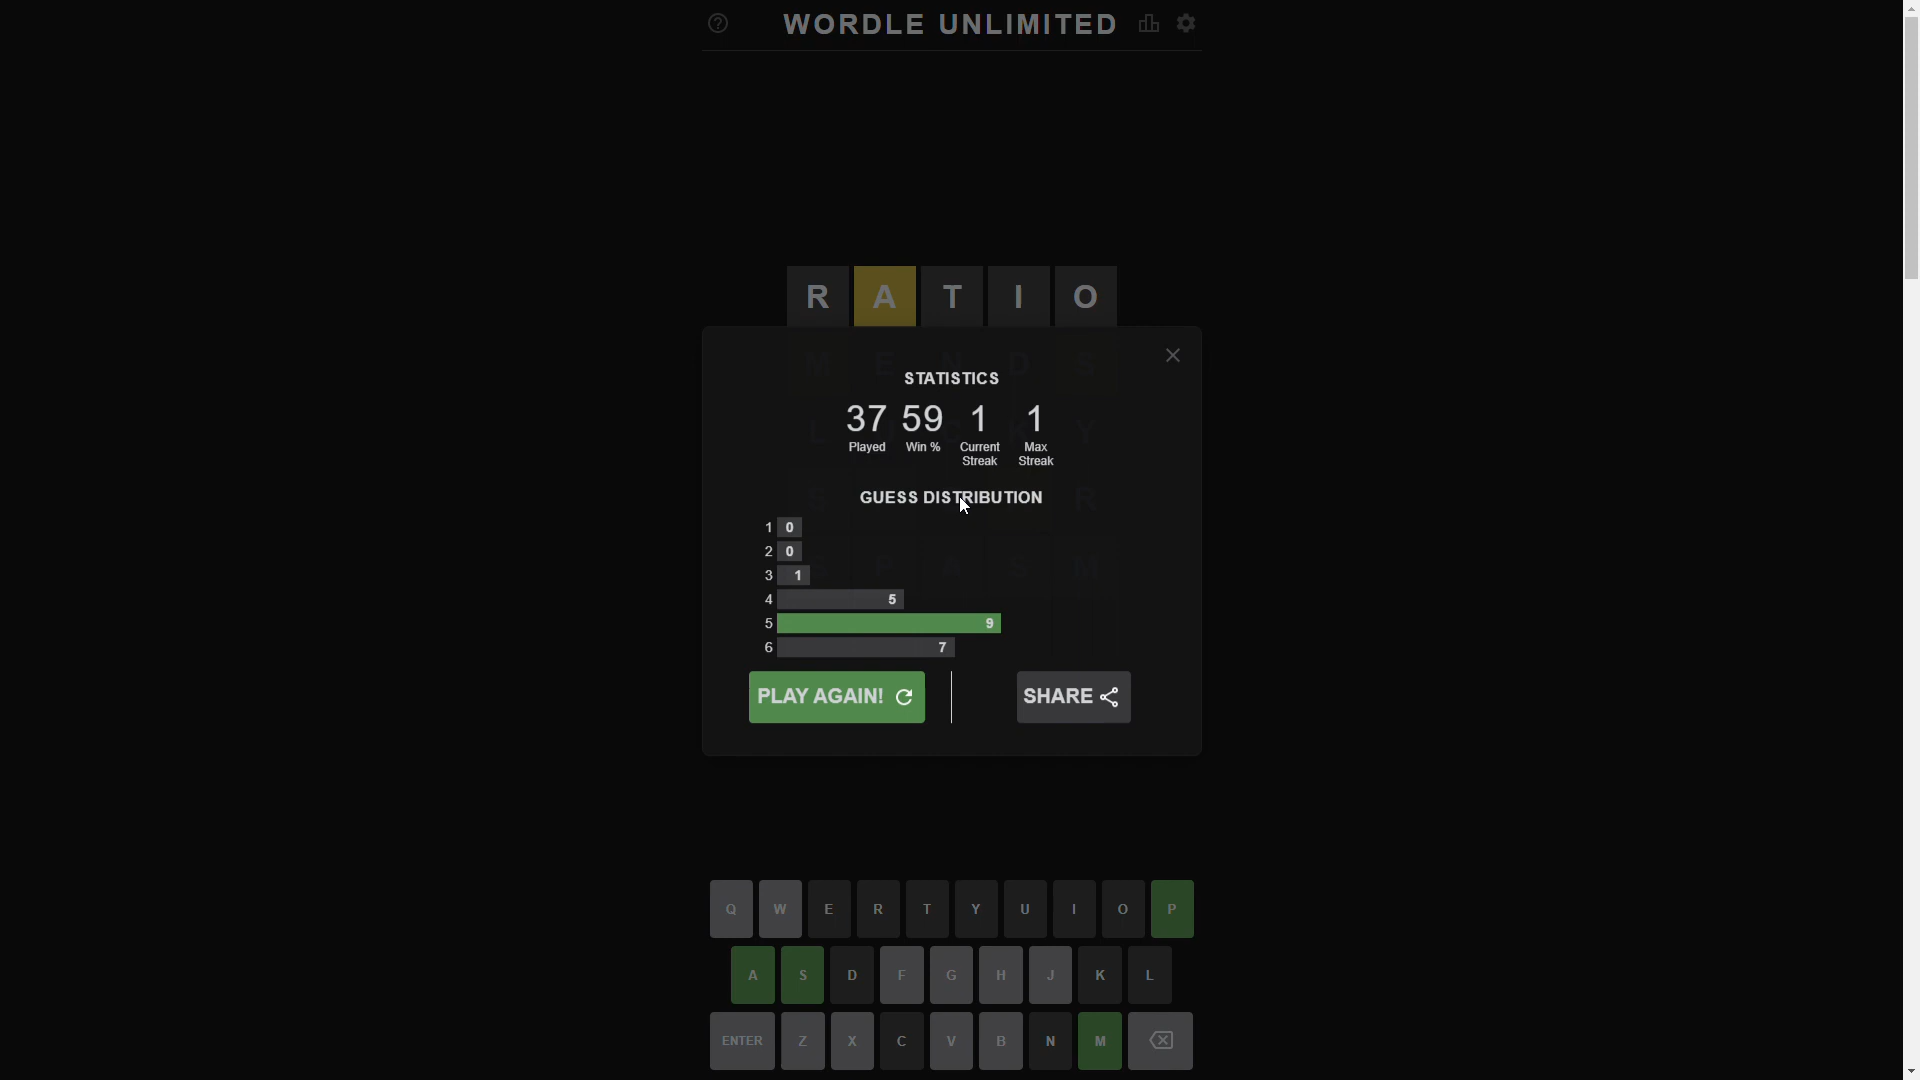 WORDLE UNLIMITED
R A T I O
M E N D S
STATISTICS
37 59 1 1
Played Win % Current Streak Max Streak
L Y
GUESS DISTRIBUTION
S R
1 0
2 0
3 1
S P A S M
4 5
5 9
6 7
PLAY AGAIN! SHARE
Q W E R T Y U I O P
A S D F G H J K L
ENTER Z X C V B N M